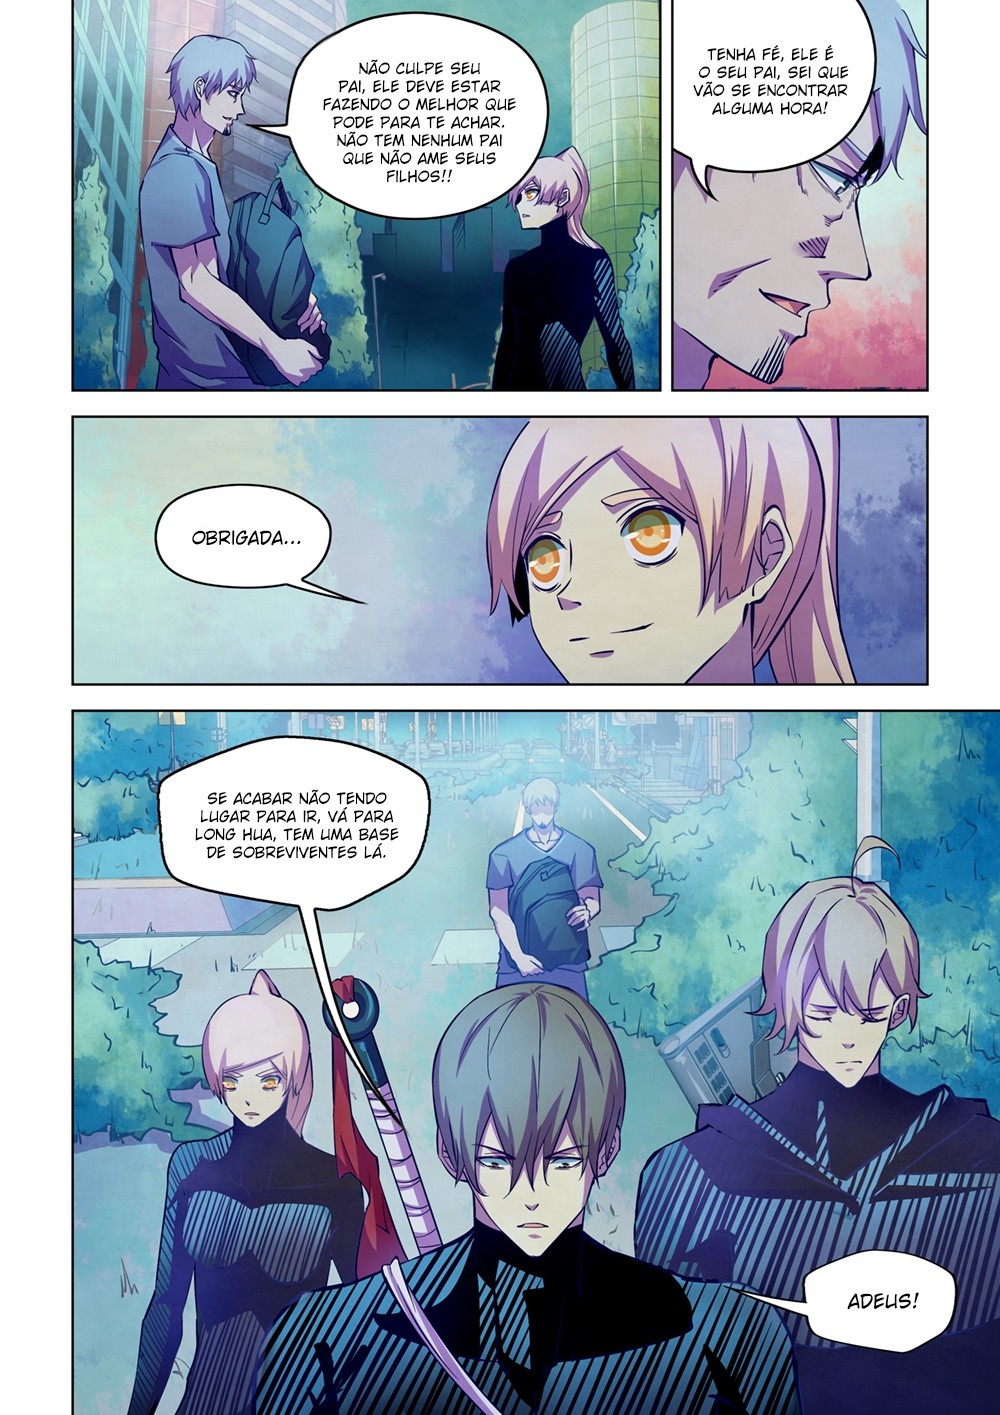 NÃO CULPE SEU
PAI, ELE DEVE ESTAR
FAZENDO O MELHOR QUE
PODE PARA TE ACHAR.
NÃO TEM NENHUM PAI
QUE NÃO AME SEUS
FILHOS!!
TENHA FÉ, ELE É
O SEU PAI, SEI QUE
VÃO SE ENCONTRAR
ALGUMA HORA!
OBRIGADA...
SE ACABAR NÃO TENDO
LUGAR PARA IR, VÁ PARA
LONG HUA, TEM UMA BASE
DE SOBREVIVENTES LÁ.
ADEUS!